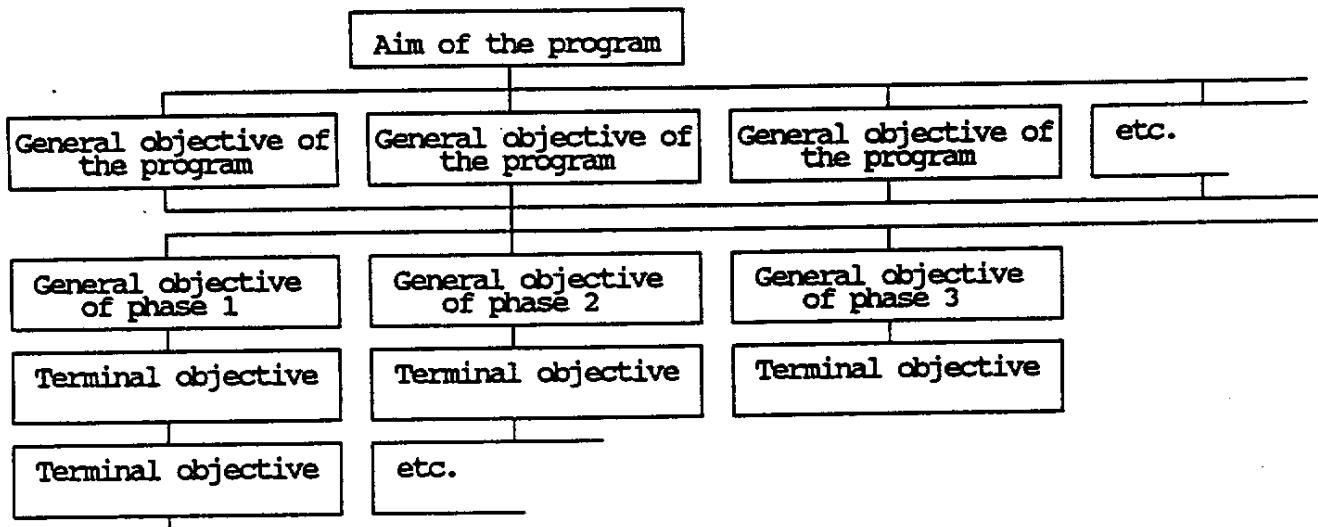 Aim of the program
General objective of
the program
General objective of
the program
General objective of
the program
etc.
General objective
of phase 1
General objective
of phase 2
General objective
of phase 3
Terminal objective
Terminal objective
Terminal objective
Terminal objective
etc.